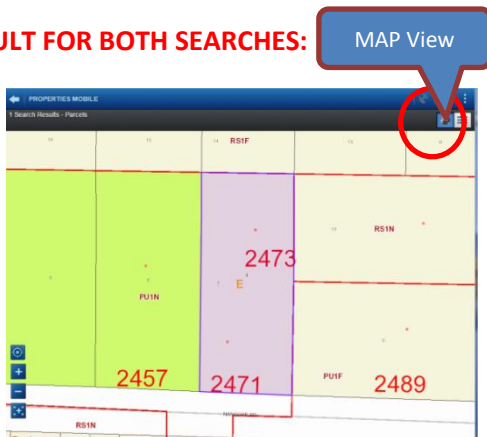 ULT FOR BOTH SEARCHES:
MAP View
PROPERTIES MOBILE
1 Search Results - Parcels
RS1F
RS1N
2473
E
PU1N
2457
2471
PU1F
2489
RS1N